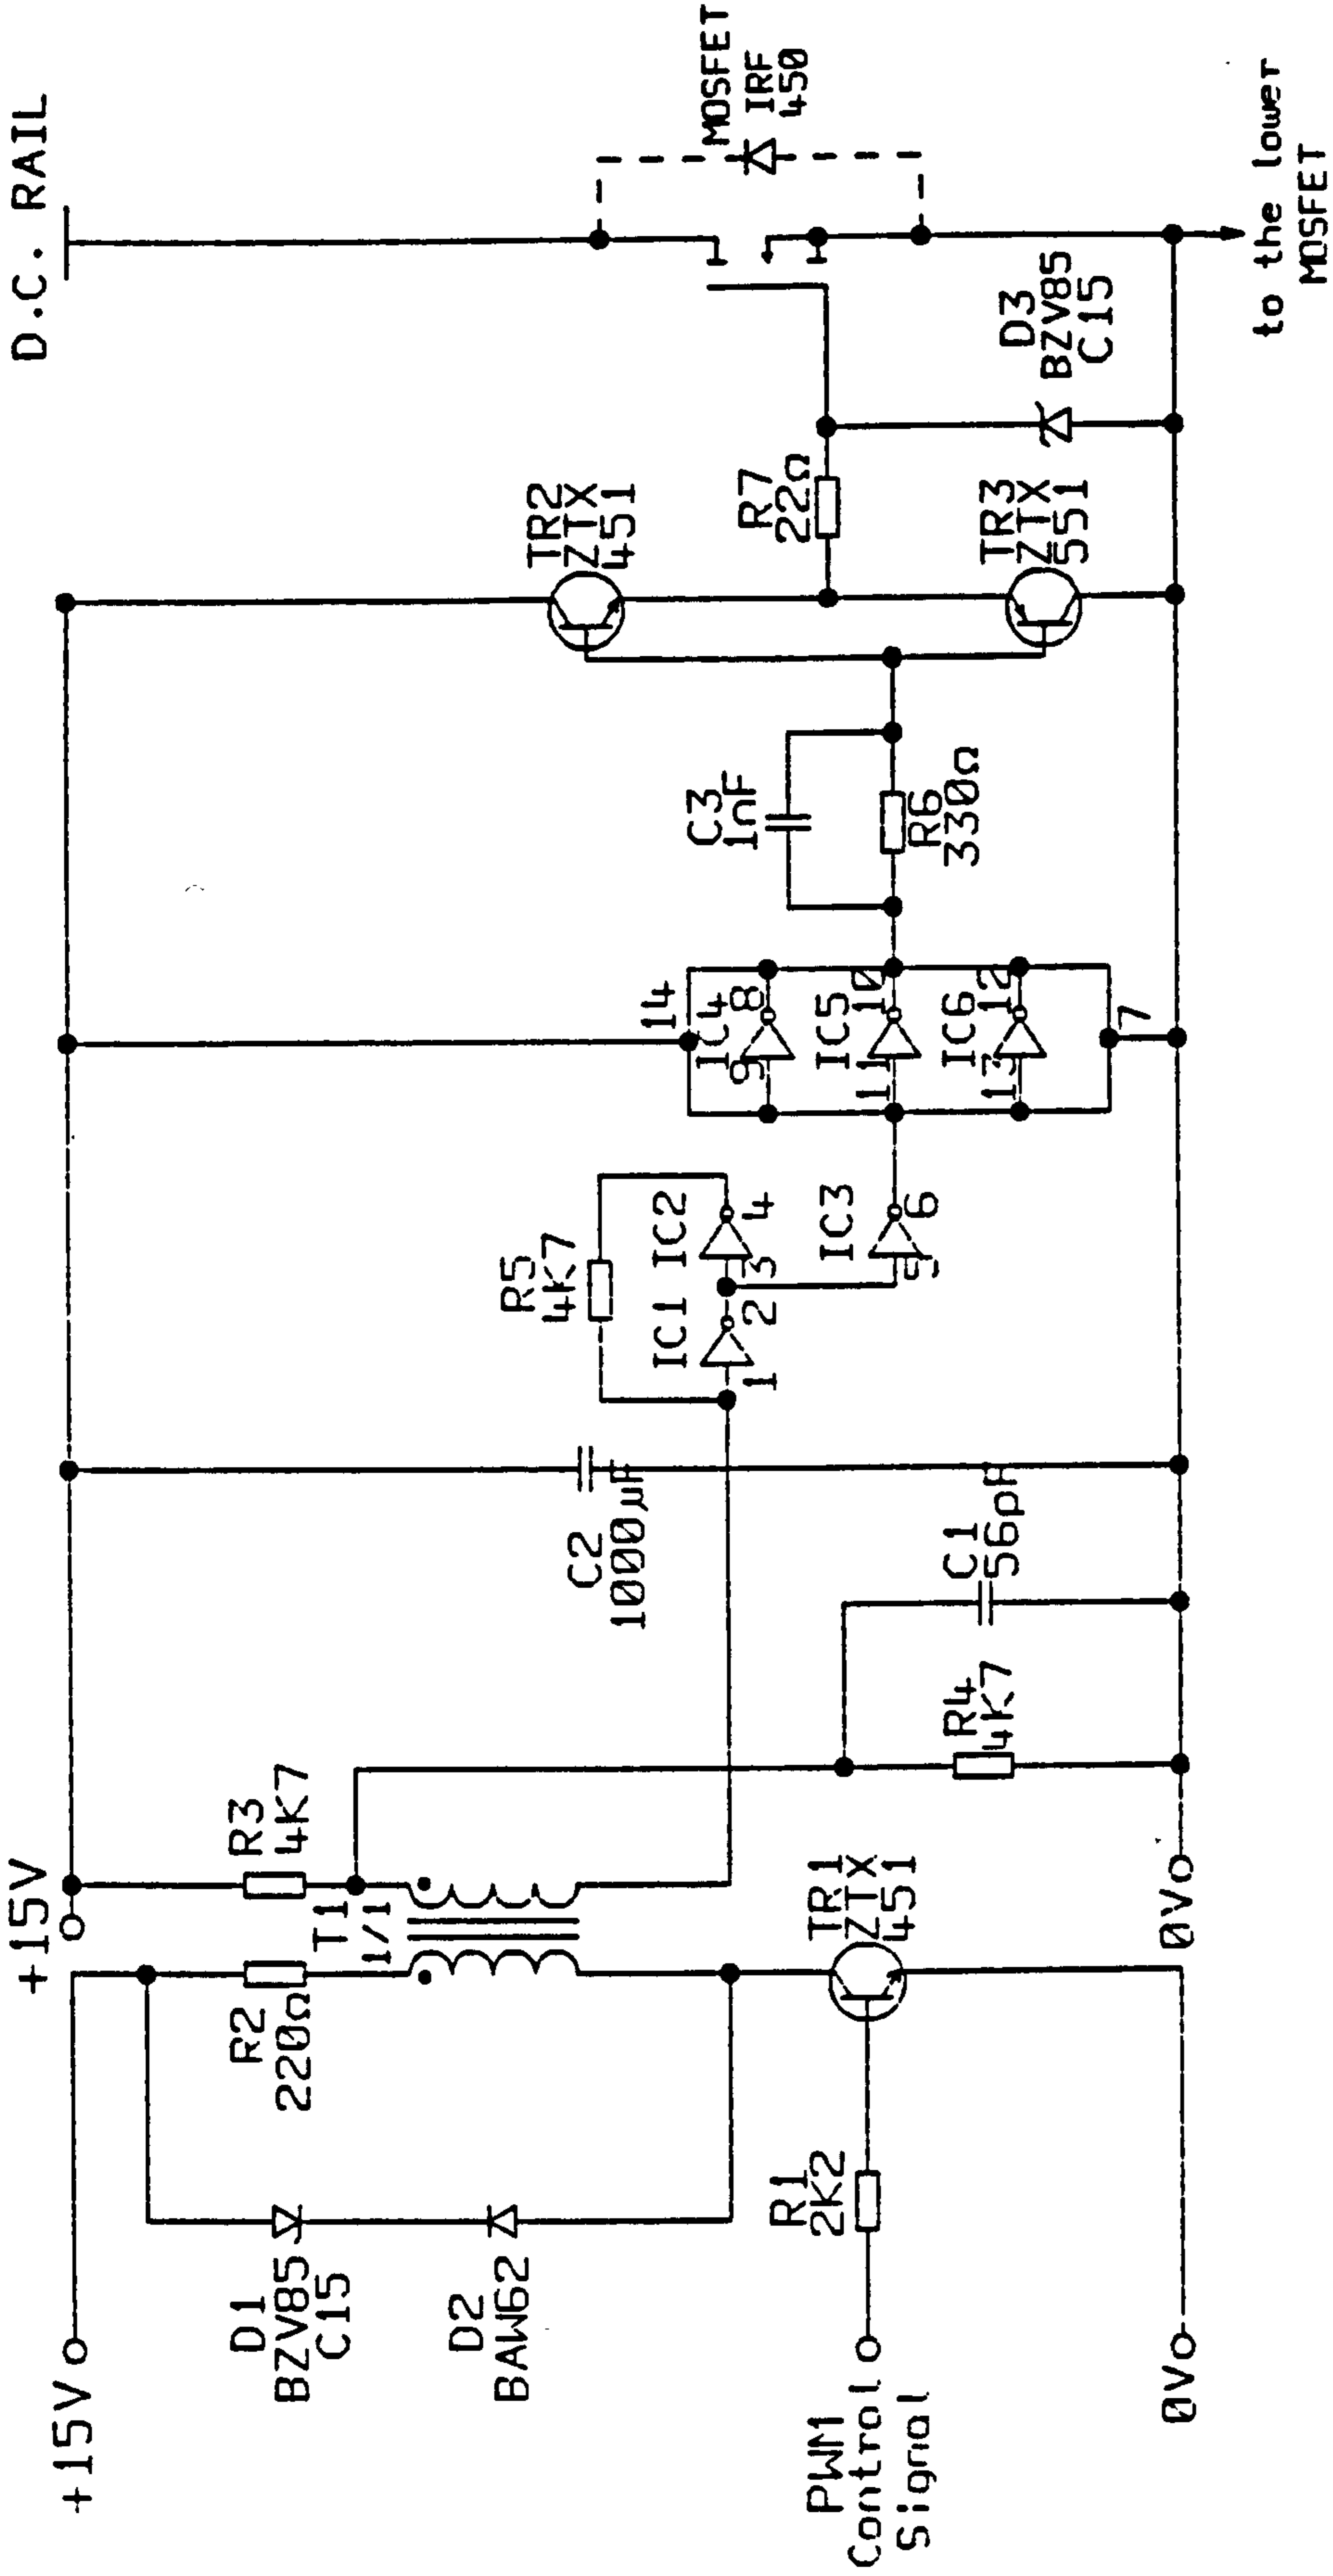 +15V
D1
BZV85
C15
D2
BAW62
PWM
Control
Signal
0V
R1
2K2
R2
220Ω
+15V
T1
1/1
R3
4K7
TR1
ZTX
451
0V
R4
4K7
C1
56pF
C2
1000µF
R5
4K7
IC1
1
2
IC2
3
4
IC3
5
6
14
IC4
9
8
IC5
11
10
IC6
13
12
7
C3
1nF
R6
330Ω
TR2
ZTX
451
TR3
ZTX
551
R7
22Ω
D3
BZV85
C15
D.C. RAIL
MOSFET
IRF
450
to the lower
MOSFET